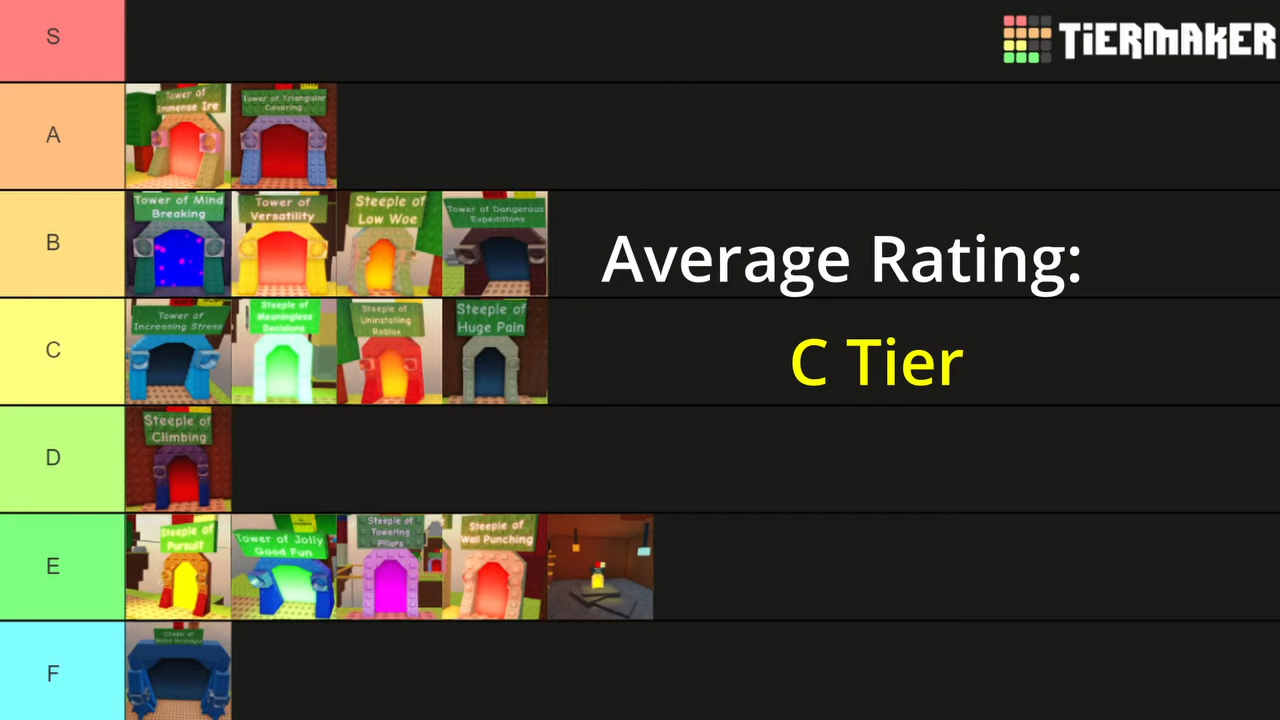 S
TiERMAKER
A
Tower of
Immense Ire
Tower of Triangular
Covering
B
Tower of Mind
Breaking
Tower of
Versatility
Steeple of
Low Woe
Tower of Dangerous
Expeditions
Average Rating:
C
Tower of
Increasing Stress
Steeple of
Meaningless
Decisions
Steeple of
Uninstalling
Roblox
Steeple of
Huge Pain
C Tier
D
Steeple of
Climbing
E
Steeple of
Pursuit
Tower of Jolly
Good Fun
Steeple of
Towering
Pillars
Steeple of
Wall Punching
F
Citadel of